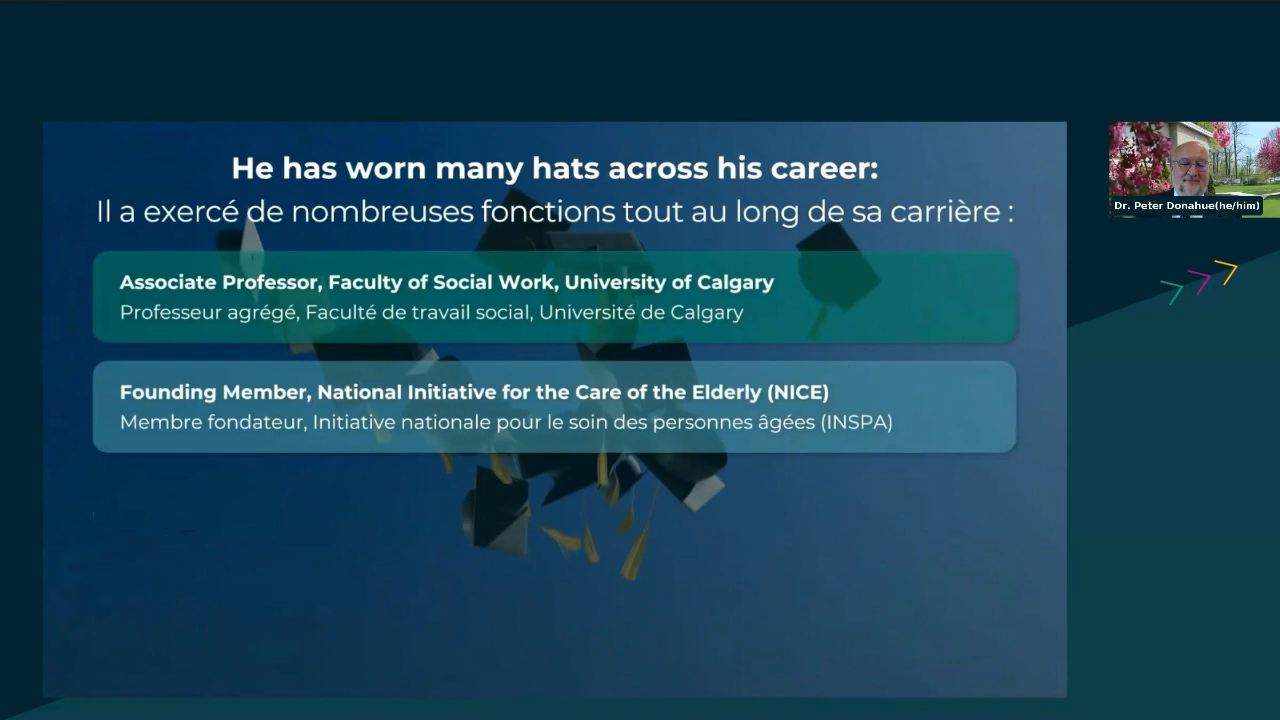 He has worn many hats across his career:
Il a exercé de nombreuses fonctions tout au long de sa carrière :
Associate Professor, Faculty of Social Work, University of Calgary
Professeur agrégé, Faculté de travail social, Université de Calgary
Founding Member, National Initiative for the Care of the Elderly (NICE)
Membre fondateur, Initiative nationale pour le soin des personnes âgées (INSPA)
Dr. Peter Donahue(he/him)